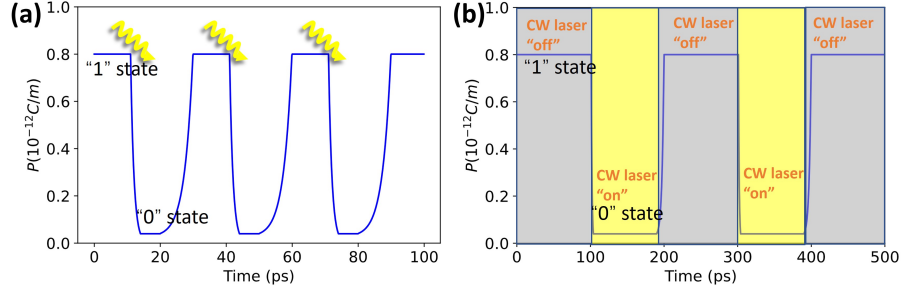 (a)
1.0
0.8
0.6
0.4
0.2
0.0
P(10⁻¹²C/m)
"1" state
"0" state
0 20 40 60 80 100
Time (ps)
(b)
1.0
0.8
0.6
0.4
0.2
0.0
P(10⁻¹²C/m)
CW laser
"off"
"1" state
CW laser
"on"
"0" state
CW laser
"off"
CW laser
"on"
CW laser
"off"
0 100 200 300 400 500
Time (ps)